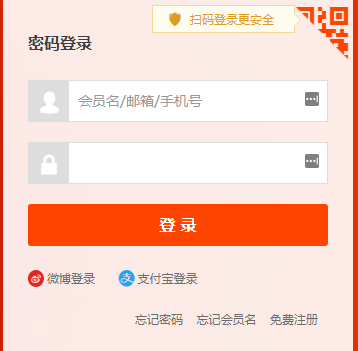 扫码登录更安全
密码登录
会员名/邮箱/手机号
登 录
微博登录 支付宝登录
忘记密码 忘记会员名 免费注册